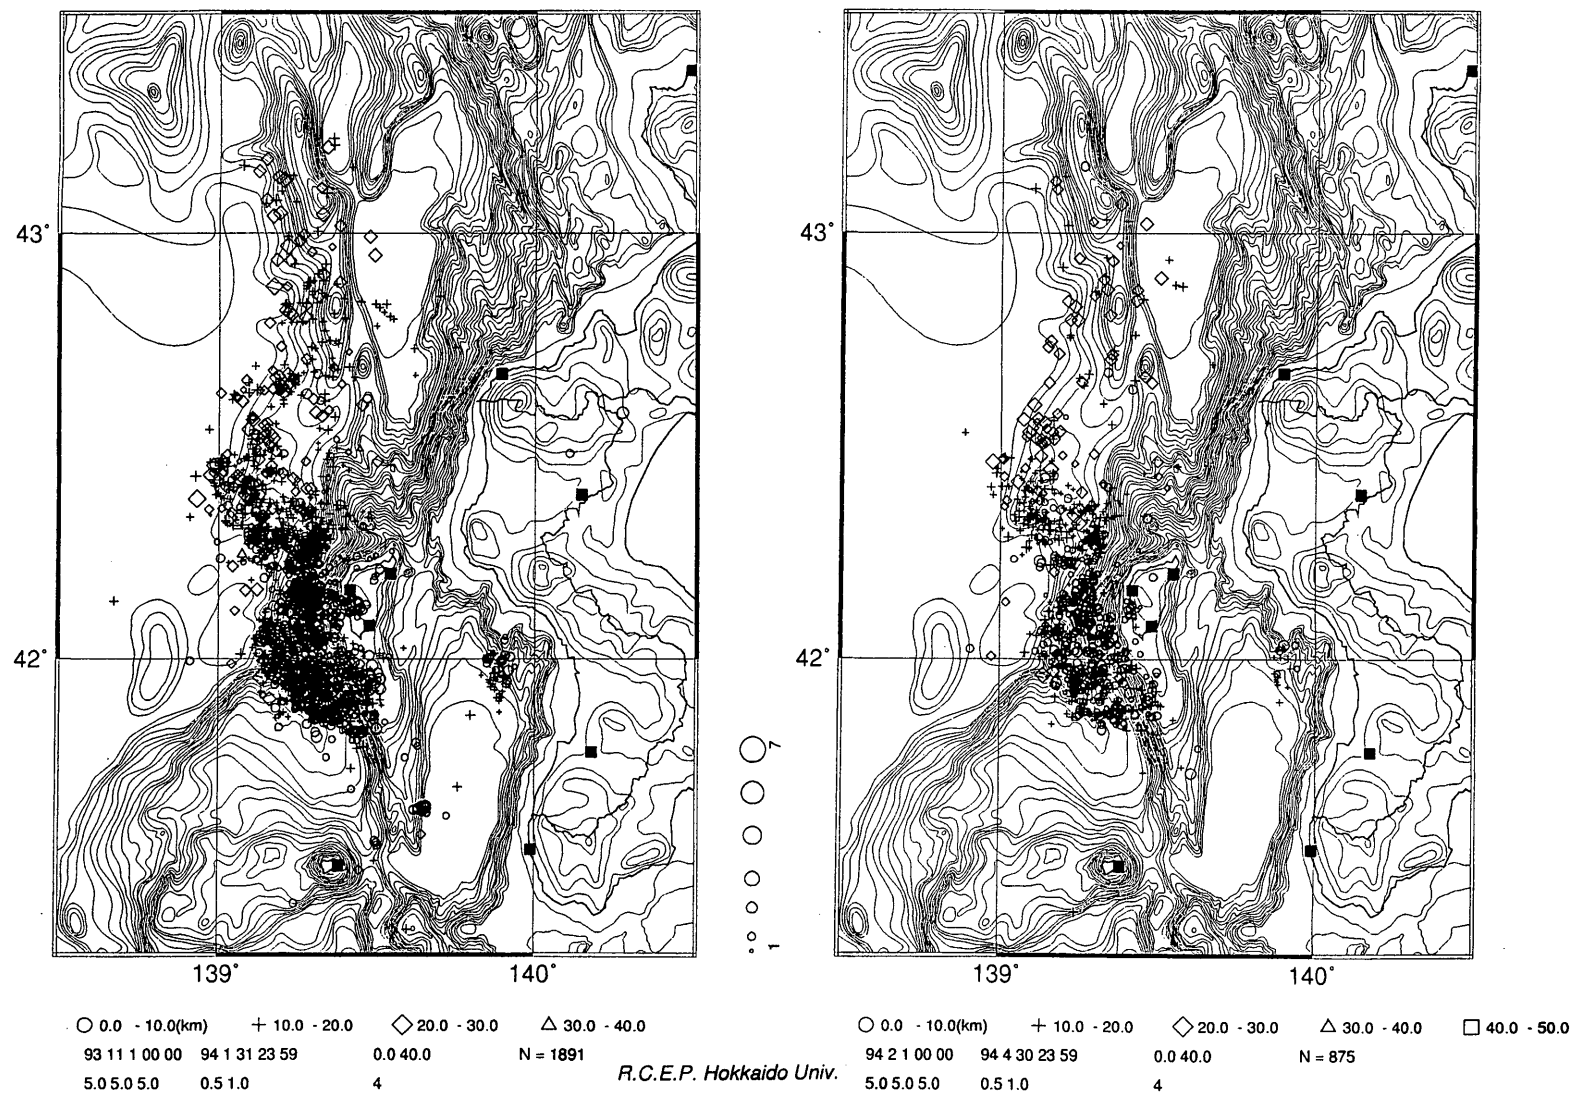 43°
42°
139°
140°
7
1
43°
42°
139°
140°
0.0 - 10.0(km) 10.0 - 20.0 20.0 - 30.0 30.0 - 40.0
93 11 1 00 00 94 1 31 23 59 0.0 40.0 N = 1891
5.0 5.0 5.0 0.5 1.0 4
R.C.E.P. Hokkaido Univ.
0.0 - 10.0(km) 10.0 - 20.0 20.0 - 30.0 30.0 - 40.0 40.0 - 50.0
94 2 1 00 00 94 4 30 23 59 0.0 40.0 N = 875
5.0 5.0 5.0 0.5 1.0 4